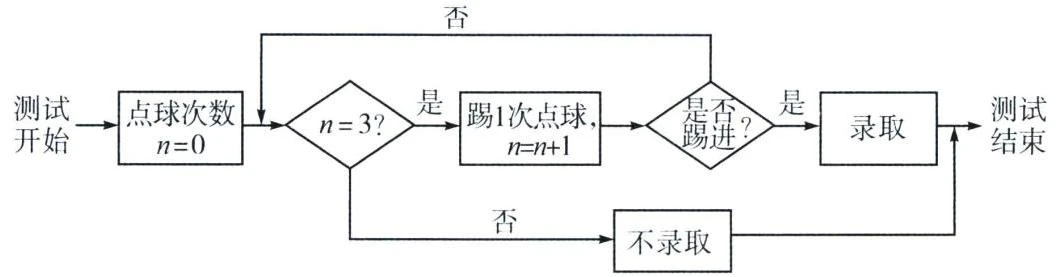 否
测试
开始
点球次数
n=0
n=3?
是
踢1次点球,
n=n+1
是否
踢进?
是
录取
测试
结束
否
不录取